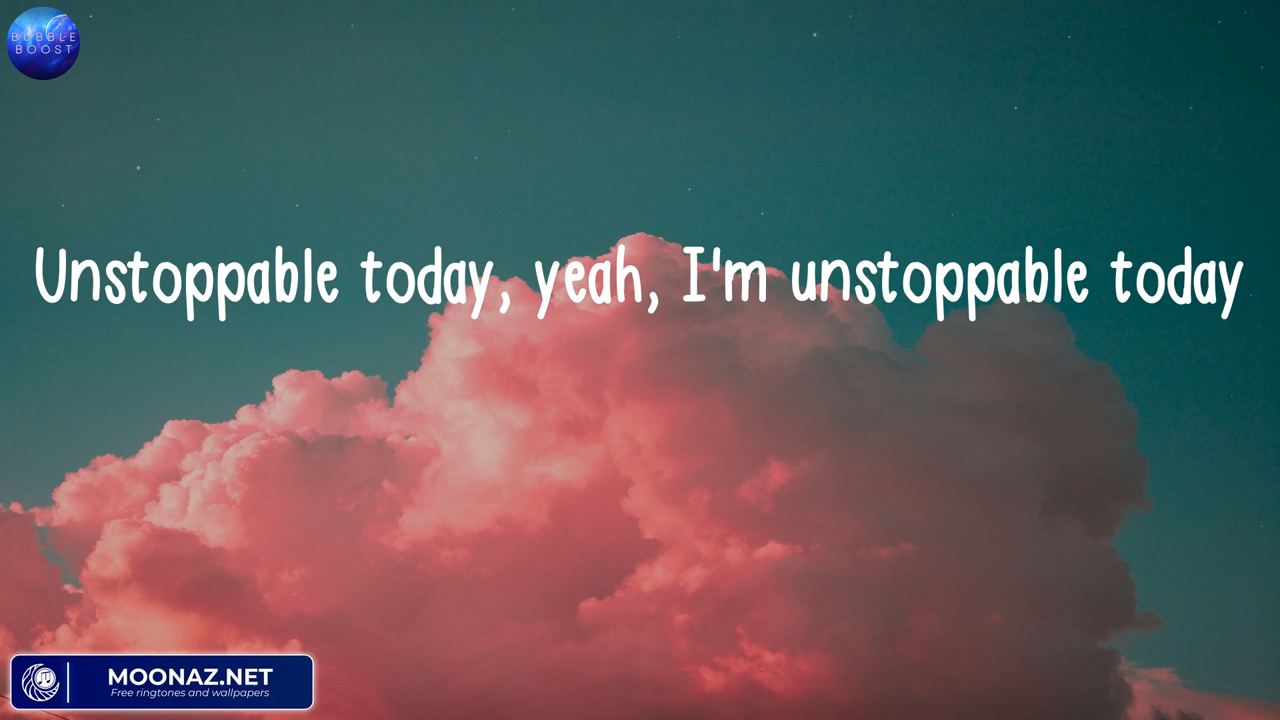 BUBBLE
BOOST
Unstoppable today, yeah, I'm unstoppable today
MOONAZ.NET
Free ringtones and wallpapers